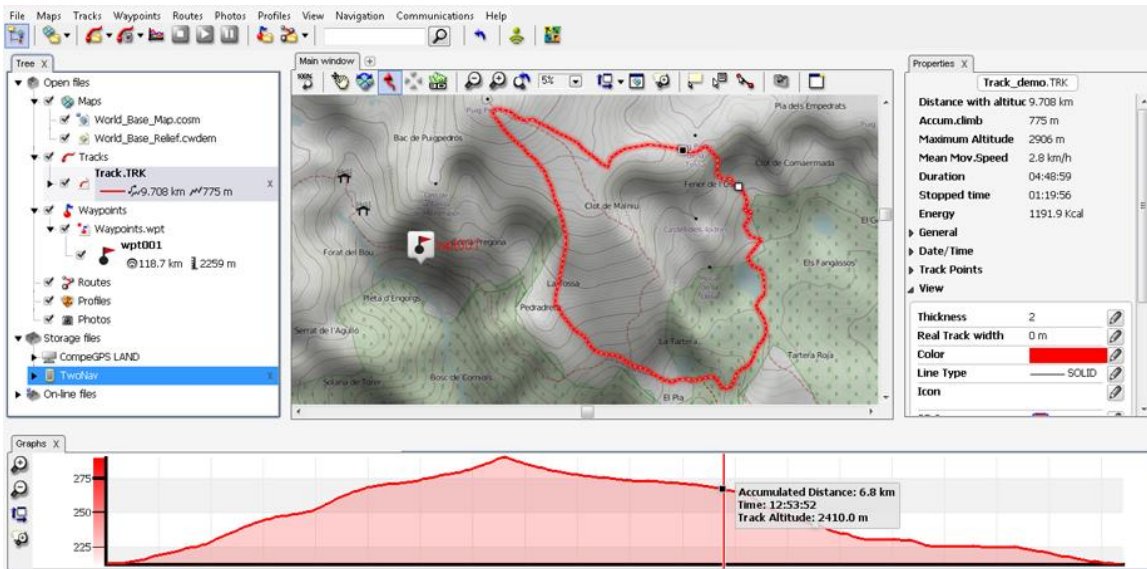 File Maps Tracks Waypoints Routes Photos Profiles View Navigation Communications Help
Tree X
Open files
Maps
World_Base_Map.cosm
World_Base_Relief.cwdem
Tracks
Track.TRK
9.708 km 775 m
X
Waypoints
Waypoints.wpt
wpt001
118.7 km 2259 m
Routes
Profiles
Photos
Storage files
CompeGPS LAND
TwoNav
X
On-line files
Main window
100%
5%
Pla dels Empedrats
Bac de Puigpedros
Clot de Comaermada
Fener de l'O
Clot de Malniu
Forat del Bou
Els Fangassos
La Fossa
Pleta d'Engorgs
Pedradreta
Serrat de l'Aguiló
La Tartera
Tartera Roja
Bosc de
El Pla
Properties X
Track_demo.TRK
Distance with altituc 9.708 km
Accum.climb 775 m
Maximum Altitude 2906 m
Mean Mov.Speed 2.8 km/h
Duration 04:48:59
Stopped time 01:19:56
Energy 1191.9 Kcal
General
Date/Time
Track Points
View
Thickness 2
Real Track width 0 m
Color
Line Type SOLID
Icon
Graphs X
275
250
225
Accumulated Distance: 6.8 km
Time: 12:53:52
Track Altitude: 2410.0 m